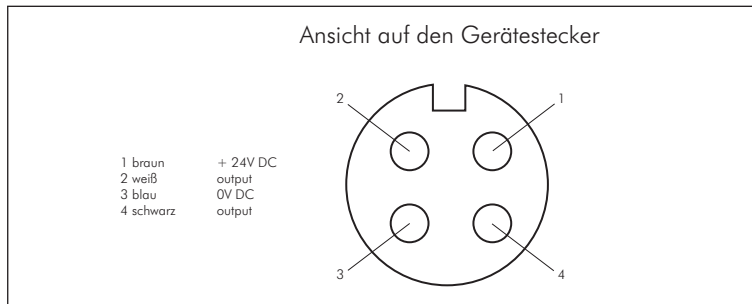 Ansicht auf den Gerätestecker
2
1
1 braun + 24V DC
2 weiß output
3 blau 0V DC
4 schwarz output
3
4